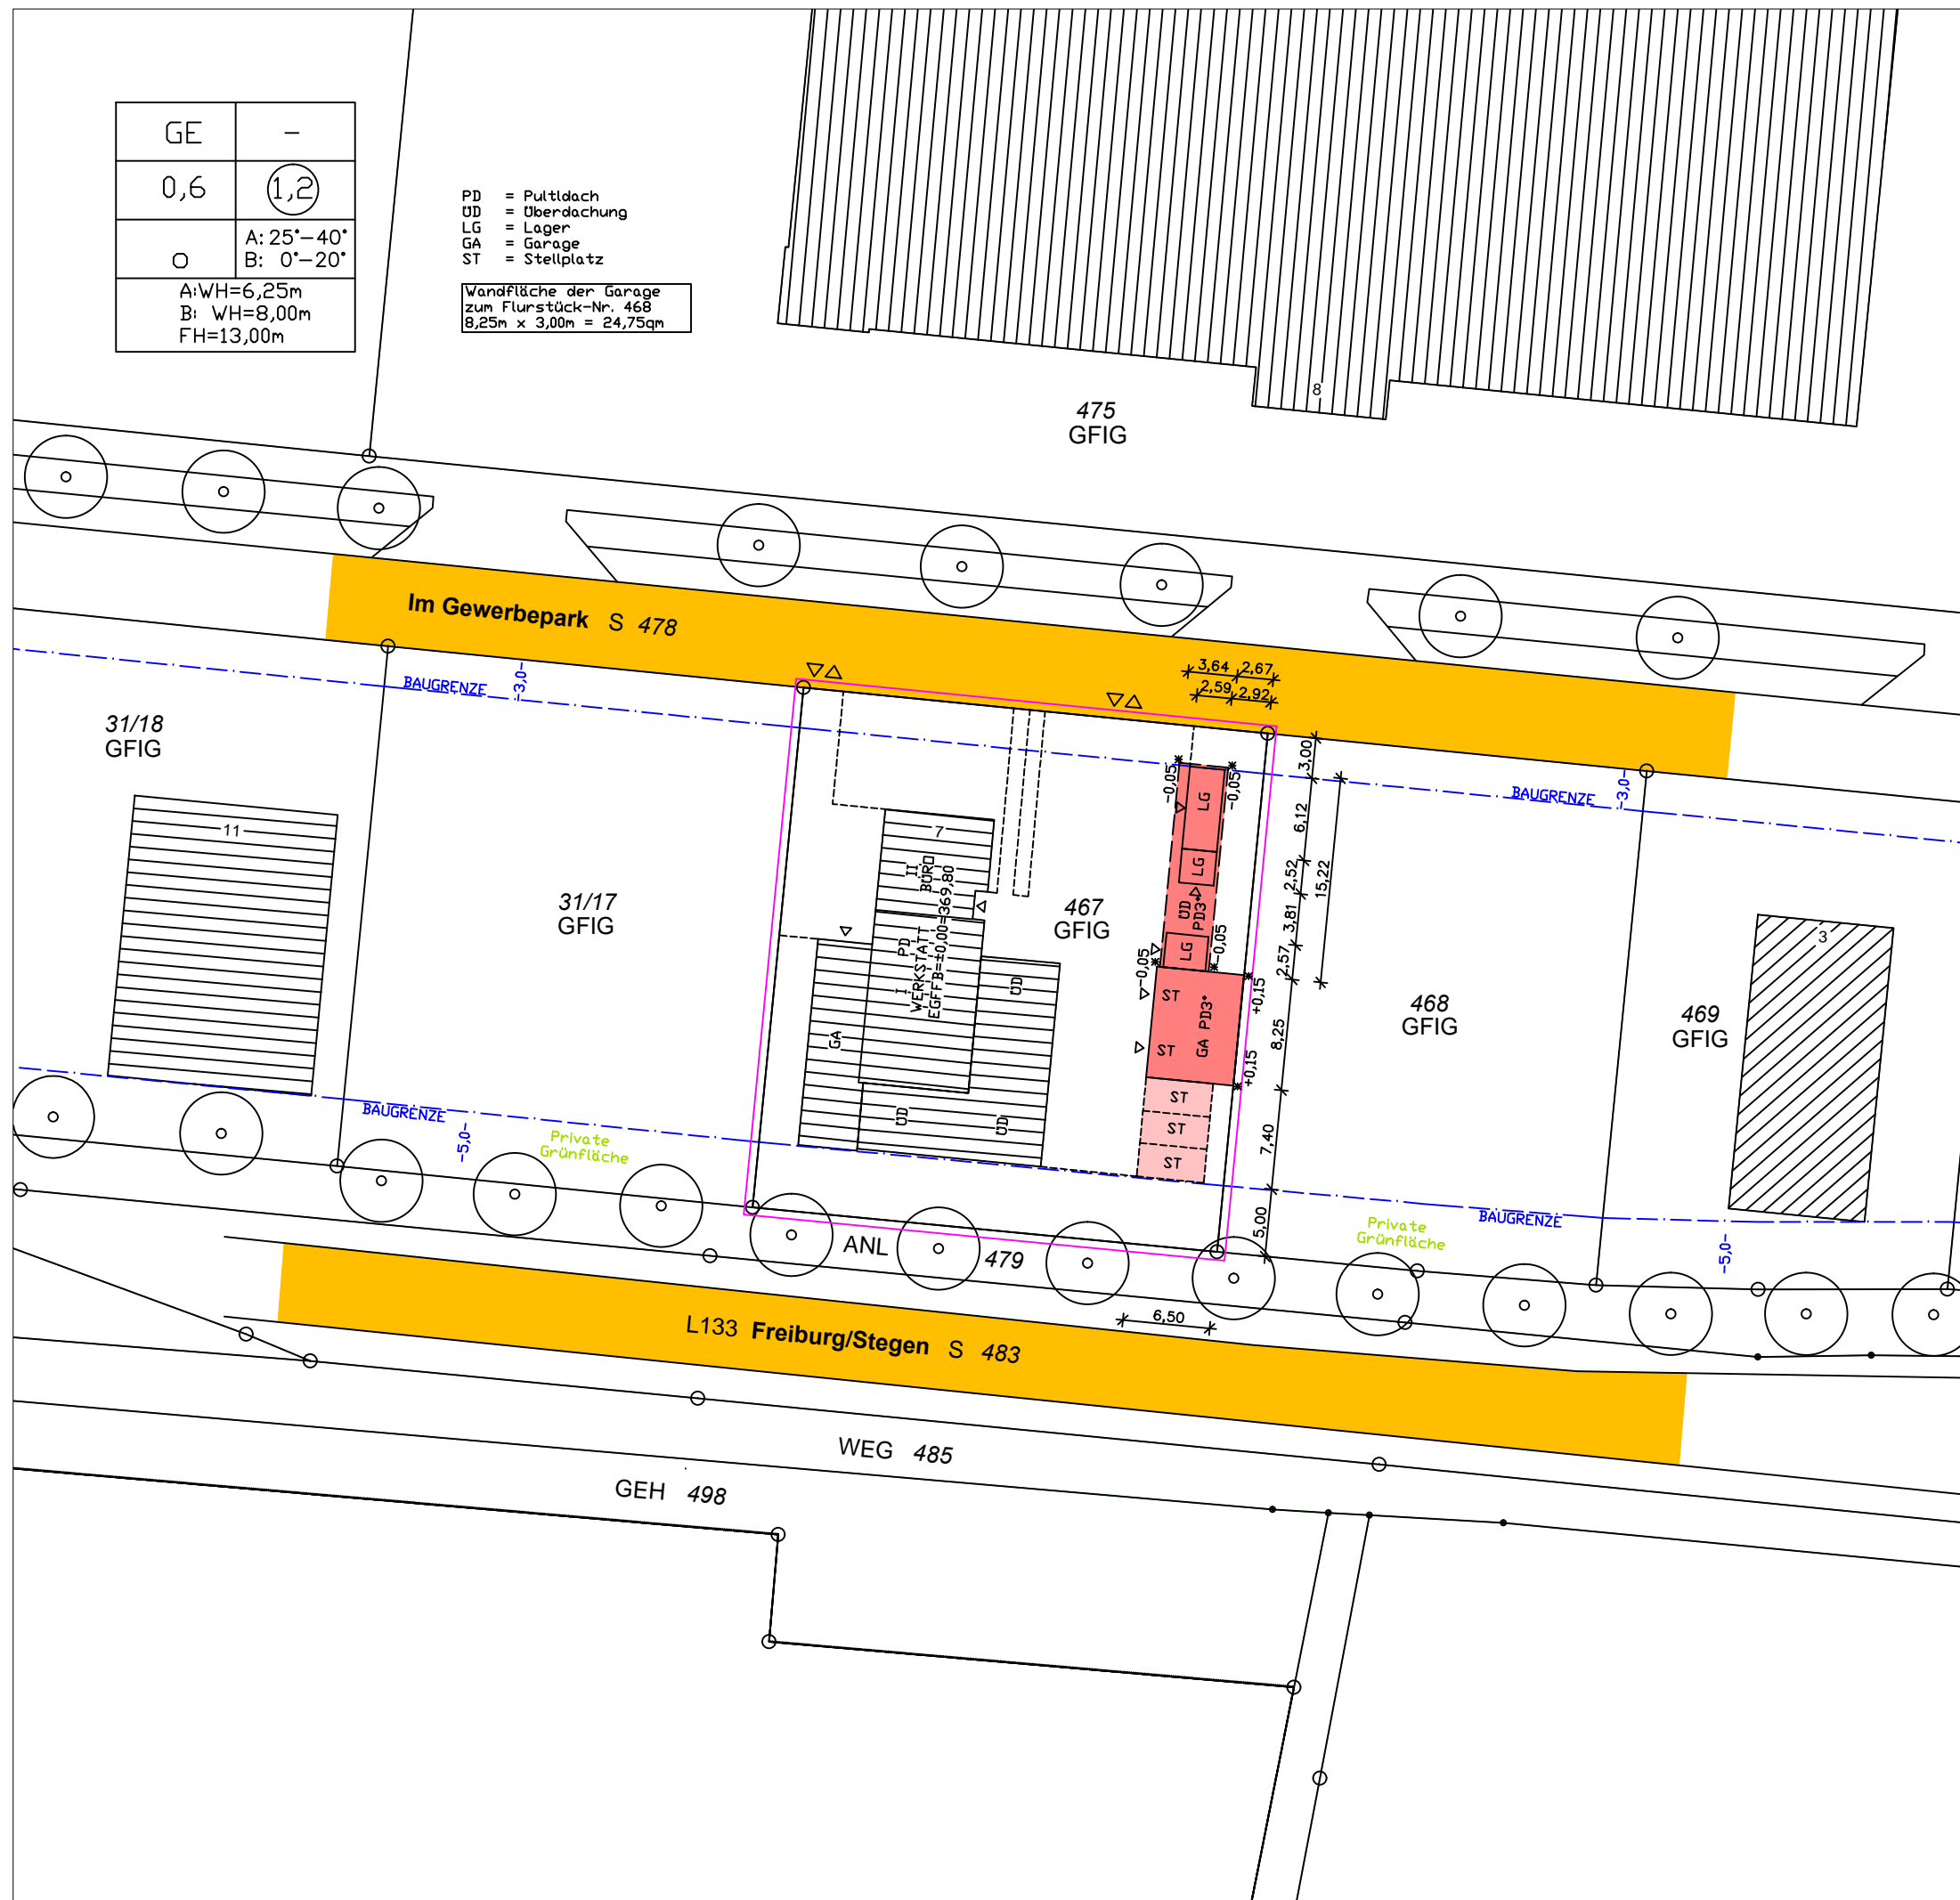 GE –
0,6 1,2
o A: 25°–40°
B: 0°–20°
A:WH=6,25m
B: WH=8,00m
FH=13,00m
PD = Pultldach
ÜD = Überdachung
LG = Lager
GA = Garage
ST = Stellplatz
Wandfläche der Garage
zum Flurstück-Nr. 468
8,25m x 3,00m = 24,75qm
8
475
GFIG
Im Gewerbepark S 478
3,64 2,67
2,59 2,92
BAUGRENZE
-3,0-
31/18
GFIG
11
31/17
GFIG
7
II
BÜRO
I PD
WERKSTATT
EGFFB=±0,00=369,80
GA
ÜD
ÜD
ÜD
467
GFIG
-0,05
-0,05
LG
LG
ÜD
PD3°
LG
-0,05
-0,05
ST
ST
GA PD3°
+0,15
+0,15
ST
ST
ST
3,00
6,12
2,52
3,81
2,57
15,22
8,25
7,40
5,00
BAUGRENZE
-3,0-
468
GFIG
469
GFIG
3
BAUGRENZE
-5,0-
Private
Grünfläche
Private
Grünfläche
BAUGRENZE
-5,0-
ANL 479
6,50
L133 Freiburg/Stegen S 483
WEG 485
GEH 498